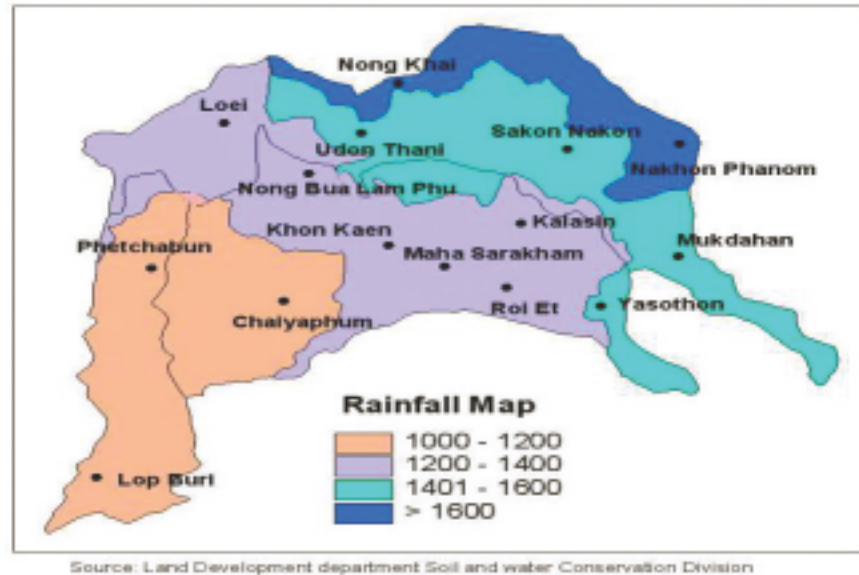 Nong Khai
Loei
Udon Thani
Sakon Nakon
Nakhon Phanom
Nong Bua Lam Phu
Khon Kaen
Kalasin
Phetchabun
Maha Sarakham
Mukdahan
Chaiyaphum
Roi Et
Yasothon
Rainfall Map
1000 - 1200
1200 - 1400
1401 - 1600
> 1600
Lop Buri
Source: Land Development department Soil and water Conservation Division